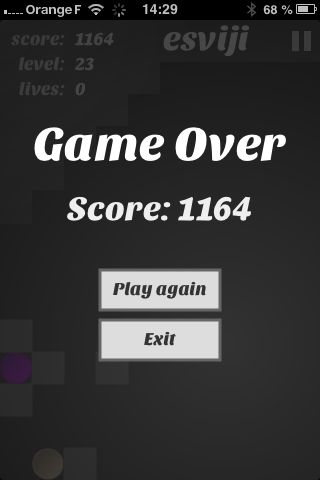 Orange F 14:29 68 %
score: 1164 esviji
level: 23
lives: 0
Game Over
Score: 1164
Play again
Exit